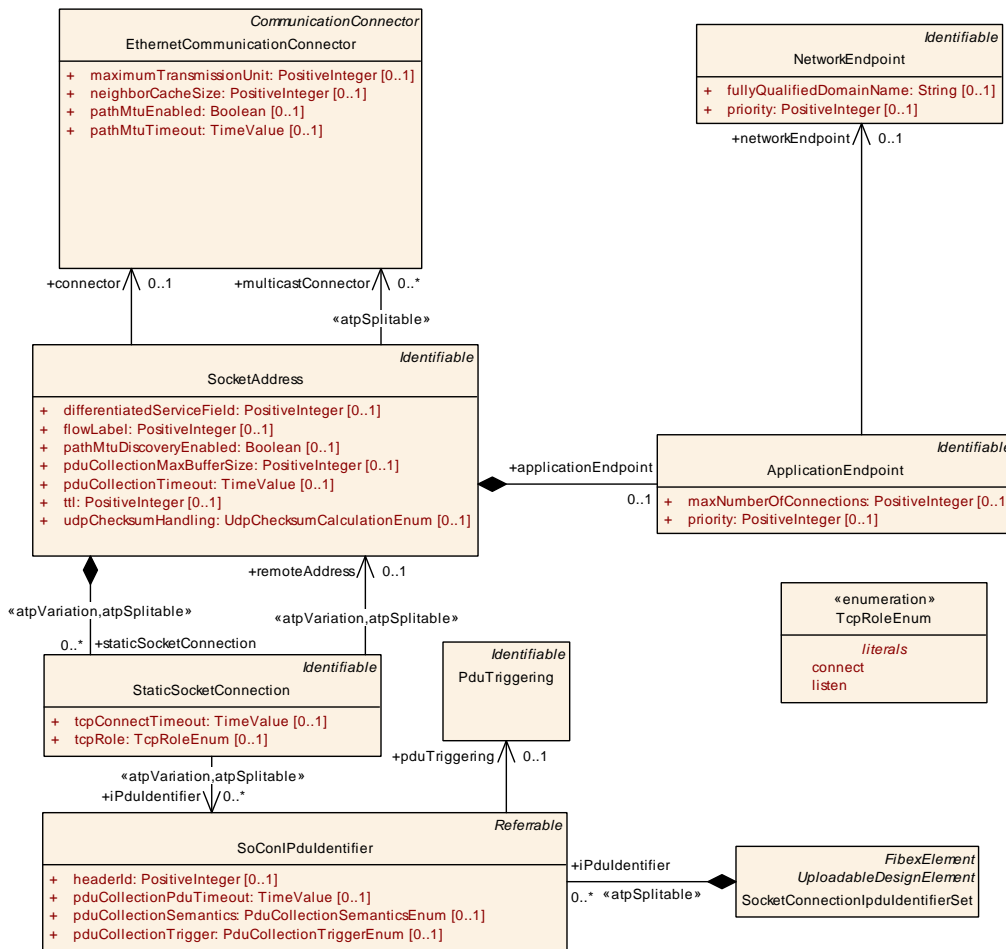 CommunicationConnector
EthernetCommunicationConnector
+ maximumTransmissionUnit: PositiveInteger [0..1]
+ neighborCacheSize: PositiveInteger [0..1]
+ pathMtuEnabled: Boolean [0..1]
+ pathMtuTimeout: TimeValue [0..1]
Identifiable
NetworkEndpoint
+ fullyQualifiedDomainName: String [0..1]
+ priority: PositiveInteger [0..1]
+networkEndpoint 0..1
+connector 0..1
+multicastConnector 0..*
«atpSplitable»
Identifiable
SocketAddress
+ differentiatedServiceField: PositiveInteger [0..1]
+ flowLabel: PositiveInteger [0..1]
+ pathMtuDiscoveryEnabled: Boolean [0..1]
+ pduCollectionMaxBufferSize: PositiveInteger [0..1]
+ pduCollectionTimeout: TimeValue [0..1]
+ ttl: PositiveInteger [0..1]
+ udpChecksumHandling: UdpChecksumCalculationEnum [0..1]
+applicationEndpoint
0..1
Identifiable
ApplicationEndpoint
+ maxNumberOfConnections: PositiveInteger [0..1]
+ priority: PositiveInteger [0..1]
+remoteAddress 0..1
«atpVariation,atpSplitable»
«atpVariation,atpSplitable»
0..* +staticSocketConnection
Identifiable
StaticSocketConnection
+ tcpConnectTimeout: TimeValue [0..1]
+ tcpRole: TcpRoleEnum [0..1]
Identifiable
PduTriggering
«enumeration»
TcpRoleEnum
literals
connect
listen
+pduTriggering 0..1
«atpVariation,atpSplitable»
+iPduIdentifier 0..*
Referrable
SoConIPduIdentifier
+ headerId: PositiveInteger [0..1]
+ pduCollectionPduTimeout: TimeValue [0..1]
+ pduCollectionSemantics: PduCollectionSemanticsEnum [0..1]
+ pduCollectionTrigger: PduCollectionTriggerEnum [0..1]
+iPduIdentifier
0..* «atpSplitable»
FibexElement
UploadableDesignElement
SocketConnectionIpduIdentifierSet